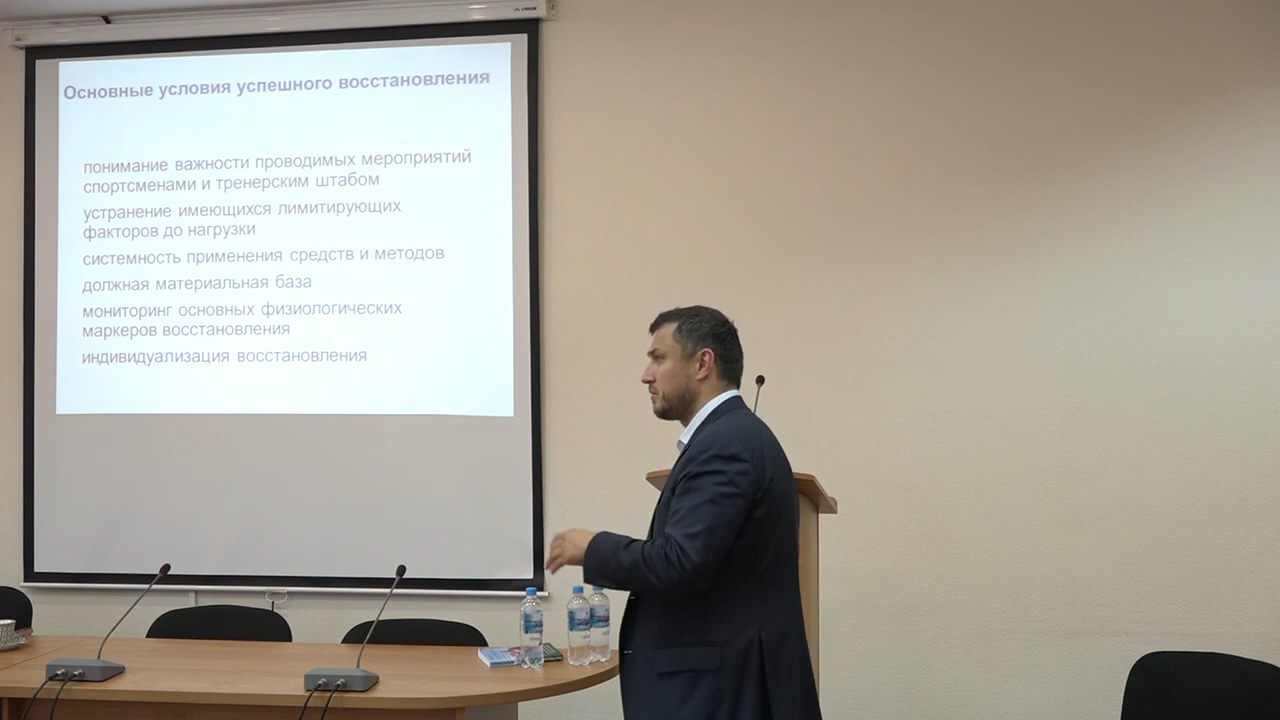 Основные условия успешного восстановления
понимание важности проводимых мероприятий
спортсменами и тренерским штабом
устранение имеющихся лимитирующих
факторов до нагрузки
системность применения средств и методов
должная материальная база
мониторинг основных физиологических
маркеров восстановления
индивидуализация восстановления